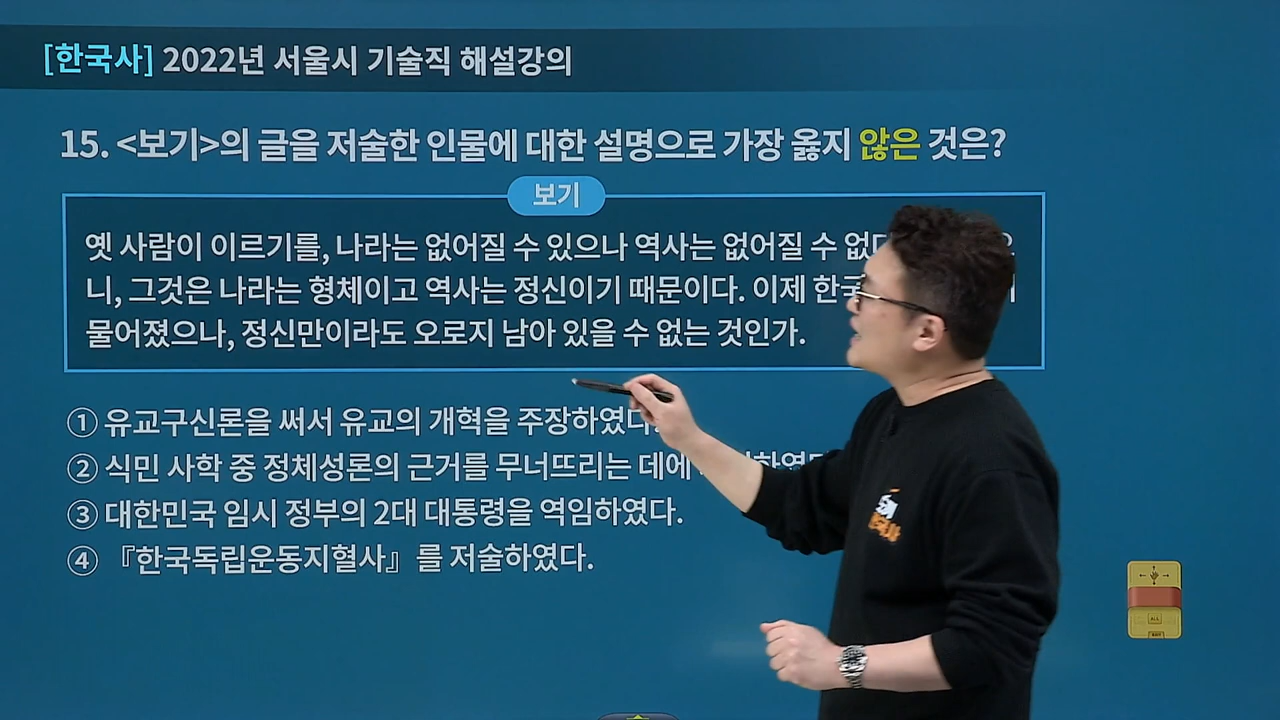 [한국사] 2022년 서울시 기술직 해설강의
15. <보기>의 글을 저술한 인물에 대한 설명으로 가장 옳지 않은 것은?
보기
옛 사람이 이르기를, 나라는 없어질 수 있으나 역사는 없어질 수
니, 그것은 나라는 형체이고 역사는 정신이기 때문이다. 이제
물어졌으나, 정신만이라도 오로지 남아 있을 수 없는 것인가.
① 유교구신론을 써서 유교의 개혁을 주장하였다.
② 식민 사학 중 정체성론의 근거를 무너뜨리는 데에
③ 대한민국 임시 정부의 2대 대통령을 역임하였다.
④ 『한국독립운동지혈사』를 저술하였다.